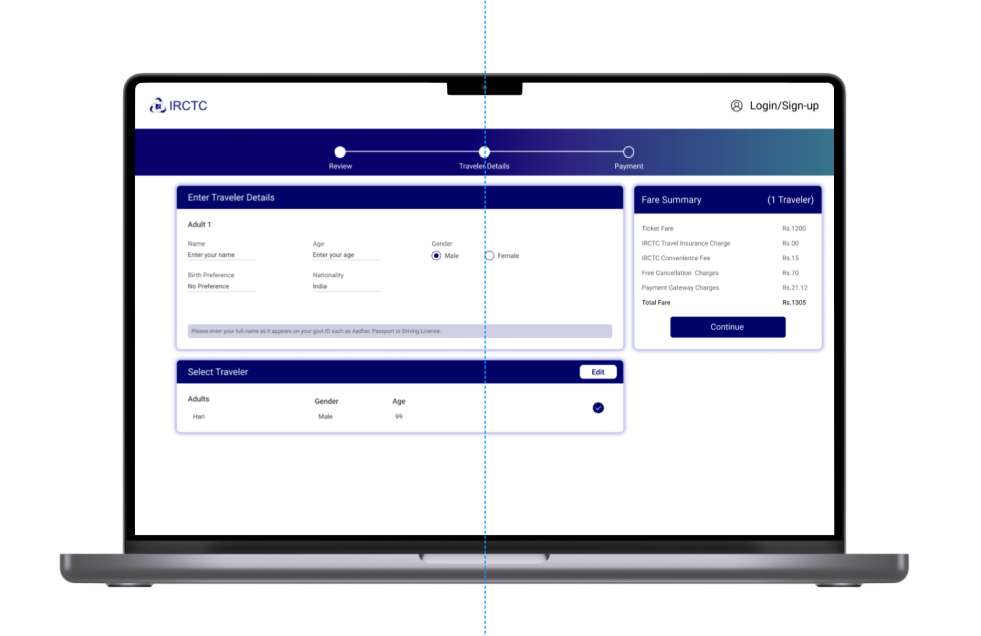 IRCTC
Login/Sign-up
Review
Traveler Details
Payment
Enter Traveler Details
Adult 1
Name
Age
Gender
Enter your name
Enter your age
Male
Female
Birth Preference
Nationality
No Preference
India
Please enter your full name as it appears on your govt ID such as Aadhar, Passport or Driving License.
Fare Summary (1 Traveler)
Ticket Fare Rs.1200
IRCTC Travel Insurance Charge Rs.00
IRCTC Convenience Fee Rs.15
Free Cancellation Charges Rs.70
Payment Gateway Charges Rs.21.12
Total Fare Rs.1305
Continue
Select Traveler
Edit
Adults Gender Age
Hari Male 99